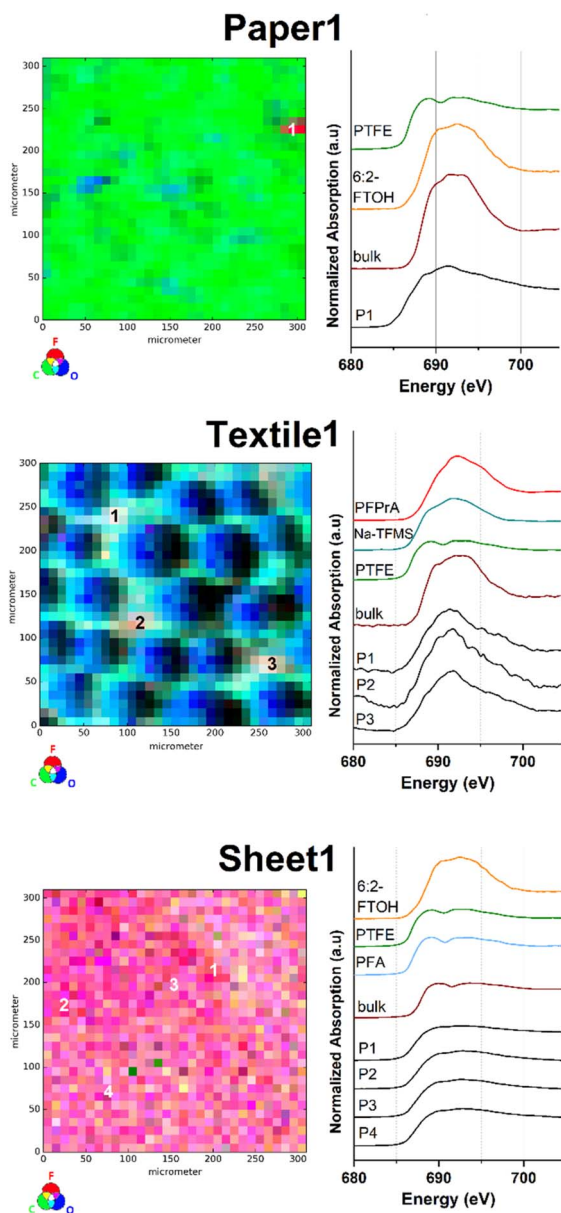 Paper1
300
250
200
150
100
50
0
micrometer
0 50 100 150 200 250 300
micrometer
1
F
C O
Normalized Absorption (a.u)
PTFE
6:2-
FTOH
bulk
P1
680 690 700
Energy (eV)
Textile1
300
250
200
150
100
50
0
micrometer
0 50 100 150 200 250 300
micrometer
1
2
3
F
C O
Normalized Absorption (a.u)
PFPrA
Na-TFMS
PTFE
bulk
P1
P2
P3
680 690 700
Energy (eV)
Sheet1
300
250
200
150
100
50
0
micrometer
0 50 100 150 200 250 300
micrometer
1
2
3
4
F
C O
Normalized Absorption (a.u)
6:2-
FTOH
PTFE
PFA
bulk
P1
P2
P3
P4
680 690 700
Energy (eV)